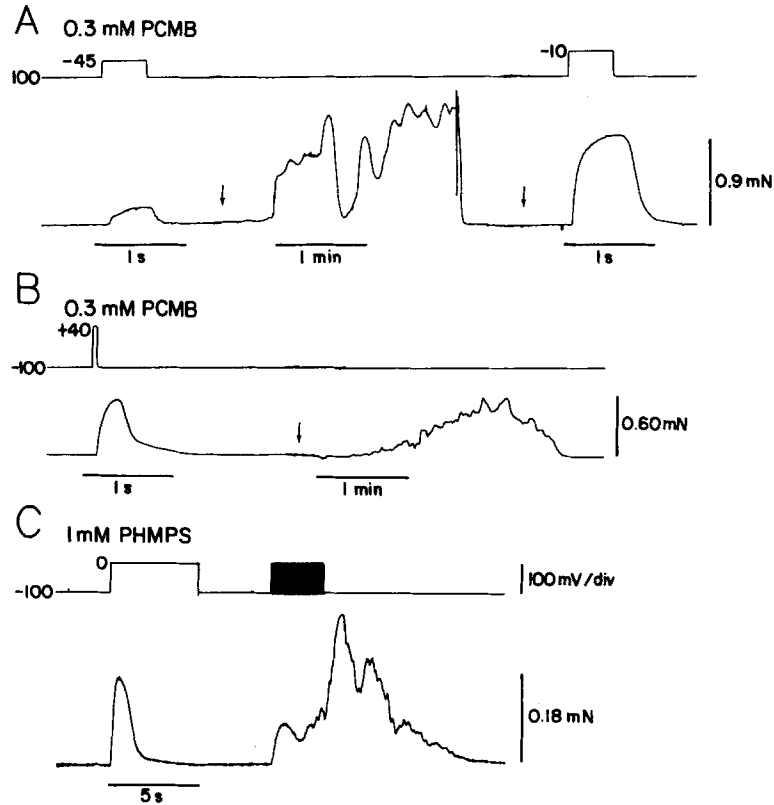 A
0.3 mM PCMB
-45
-10
100
0.9 mN
1 s
1 min
1 s
B
0.3 mM PCMB
+40
-100
0.60 mN
1 s
1 min
C
1 mM PHMPS
0
-100
100 mV/div
0.18 mN
5 s